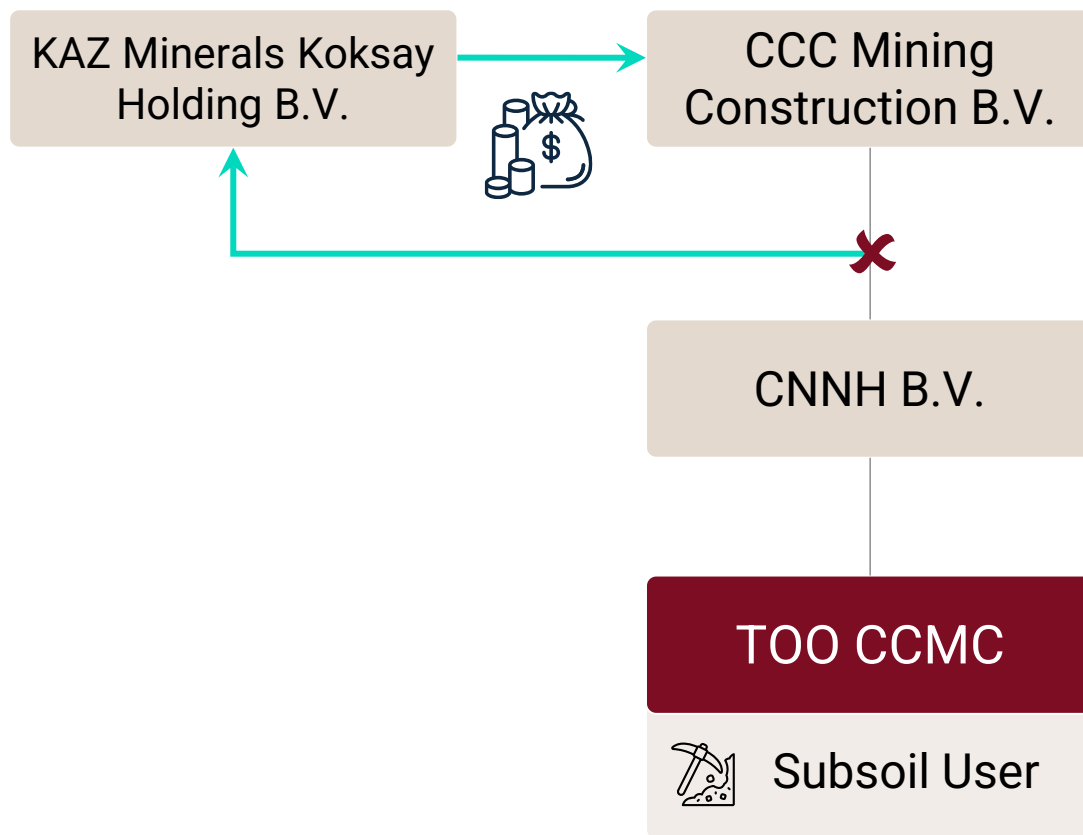 KAZ Minerals Koksay
Holding B.V.
CCC Mining
Construction B.V.
$
CNNH B.V.
TOO CCMC
Subsoil User